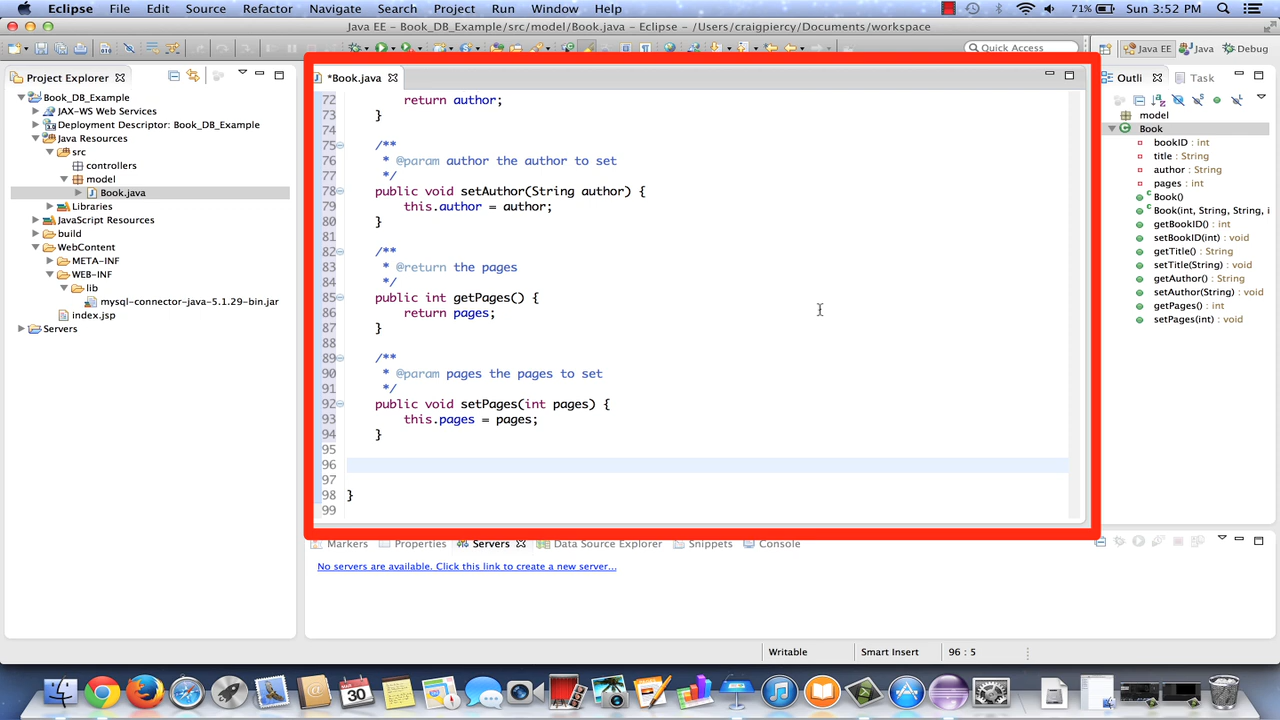 Eclipse File Edit Source Refactor Navigate Search Project Run Window Help 71% Sun 3:52 PM
Java EE – Book_DB_Example/src/model/Book.java – Eclipse – /Users/craigpiercy/Documents/workspace
Quick Access Java EE Java Debug
Project Explorer
Book_DB_Example
JAX-WS Web Services
Deployment Descriptor: Book_DB_Example
Java Resources
src
controllers
model
Book.java
Libraries
JavaScript Resources
build
WebContent
META-INF
WEB-INF
lib
mysql-connector-java-5.1.29-bin.jar
index.jsp
Servers
*Book.java
72 return author;
73 }
74
75 /**
76 * @param author the author to set
77 */
78 public void setAuthor(String author) {
79 this.author = author;
80 }
81
82 /**
83 * @return the pages
84 */
85 public int getPages() {
86 return pages;
87 }
88
89 /**
90 * @param pages the pages to set
91 */
92 public void setPages(int pages) {
93 this.pages = pages;
94 }
95
96
97
98 }
99
Outli Task
model
Book
bookID : int
title : String
author : String
pages : int
Book()
Book(int, String, String, i
getBookID() : int
setBookID(int) : void
getTitle() : String
setTitle(String) : void
getAuthor() : String
setAuthor(String) : void
getPages() : int
setPages(int) : void
Markers Properties Servers Data Source Explorer Snippets Console
No servers are available. Click this link to create a new server...
Writable Smart Insert 96 : 5
30